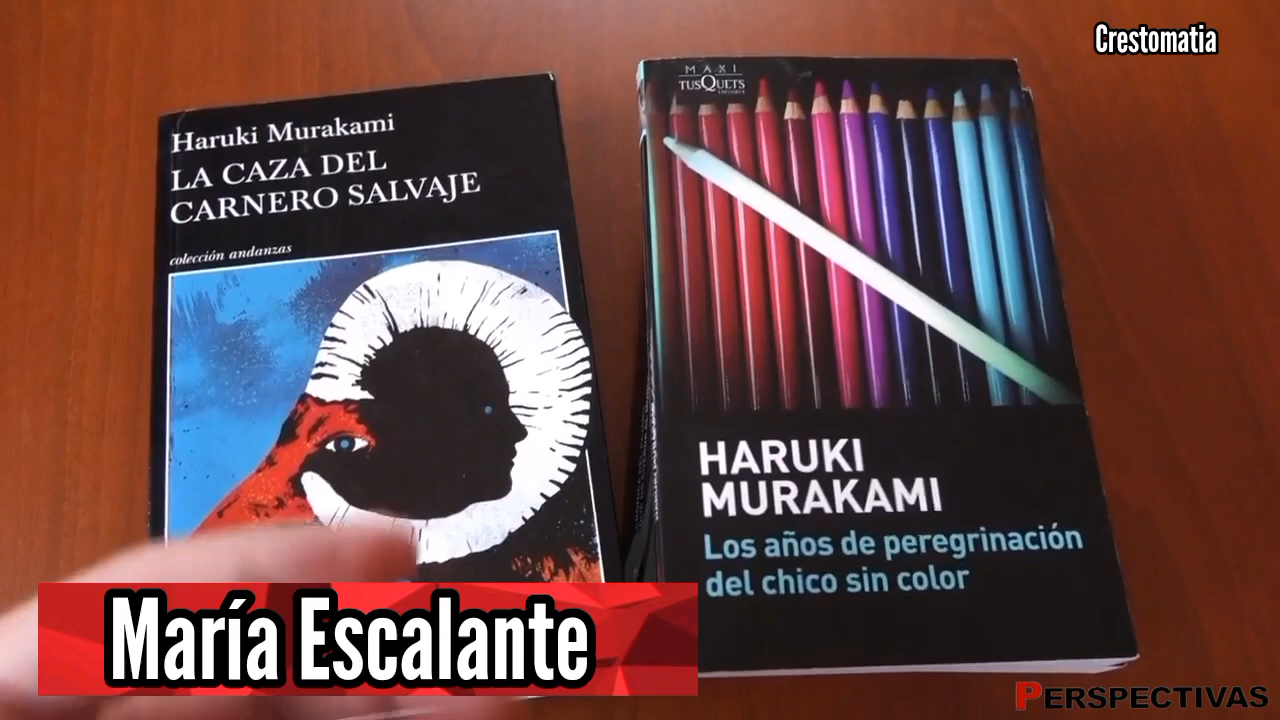 Crestomatia
Haruki Murakami
LA CAZA DEL
CARNERO SALVAJE
colección andanzas
MAXI
TUSQUETS
EDITORES
HARUKI
MURAKAMI
Los años de peregrinación
del chico sin color
María Escalante
PERSPECTIVAS